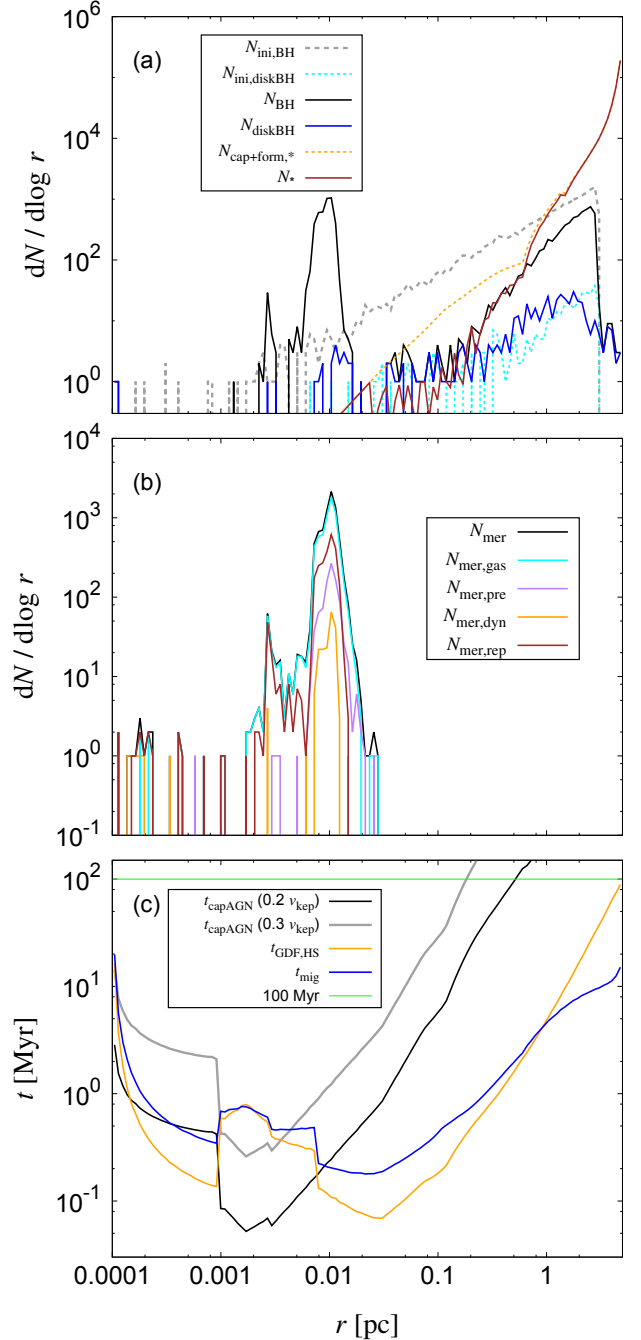 (a)
N_ini,BH
N_ini,diskBH
N_BH
N_diskBH
N_cap+form,*
N_*
10^6
10^4
10^2
10^0
dN / dlog r
(b)
N_mer
N_mer,gas
N_mer,pre
N_mer,dyn
N_mer,rep
10^4
10^3
10^2
10^1
10^0
10^-1
dN / dlog r
(c)
t_capAGN (0.2 v_kep)
t_capAGN (0.3 v_kep)
t_GDF,HS
t_mig
100 Myr
10^2
10^1
10^0
10^-1
t [Myr]
0.0001 0.001 0.01 0.1 1
r [pc]